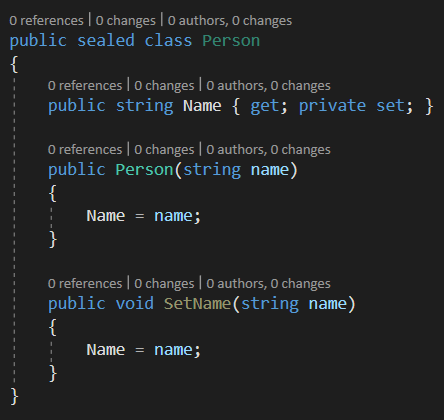 0 references | 0 changes | 0 authors, 0 changes
public sealed class Person
{
0 references | 0 changes | 0 authors, 0 changes
public string Name { get; private set; }
0 references | 0 changes | 0 authors, 0 changes
public Person(string name)
{
Name = name;
}
0 references | 0 changes | 0 authors, 0 changes
public void SetName(string name)
{
Name = name;
}
}